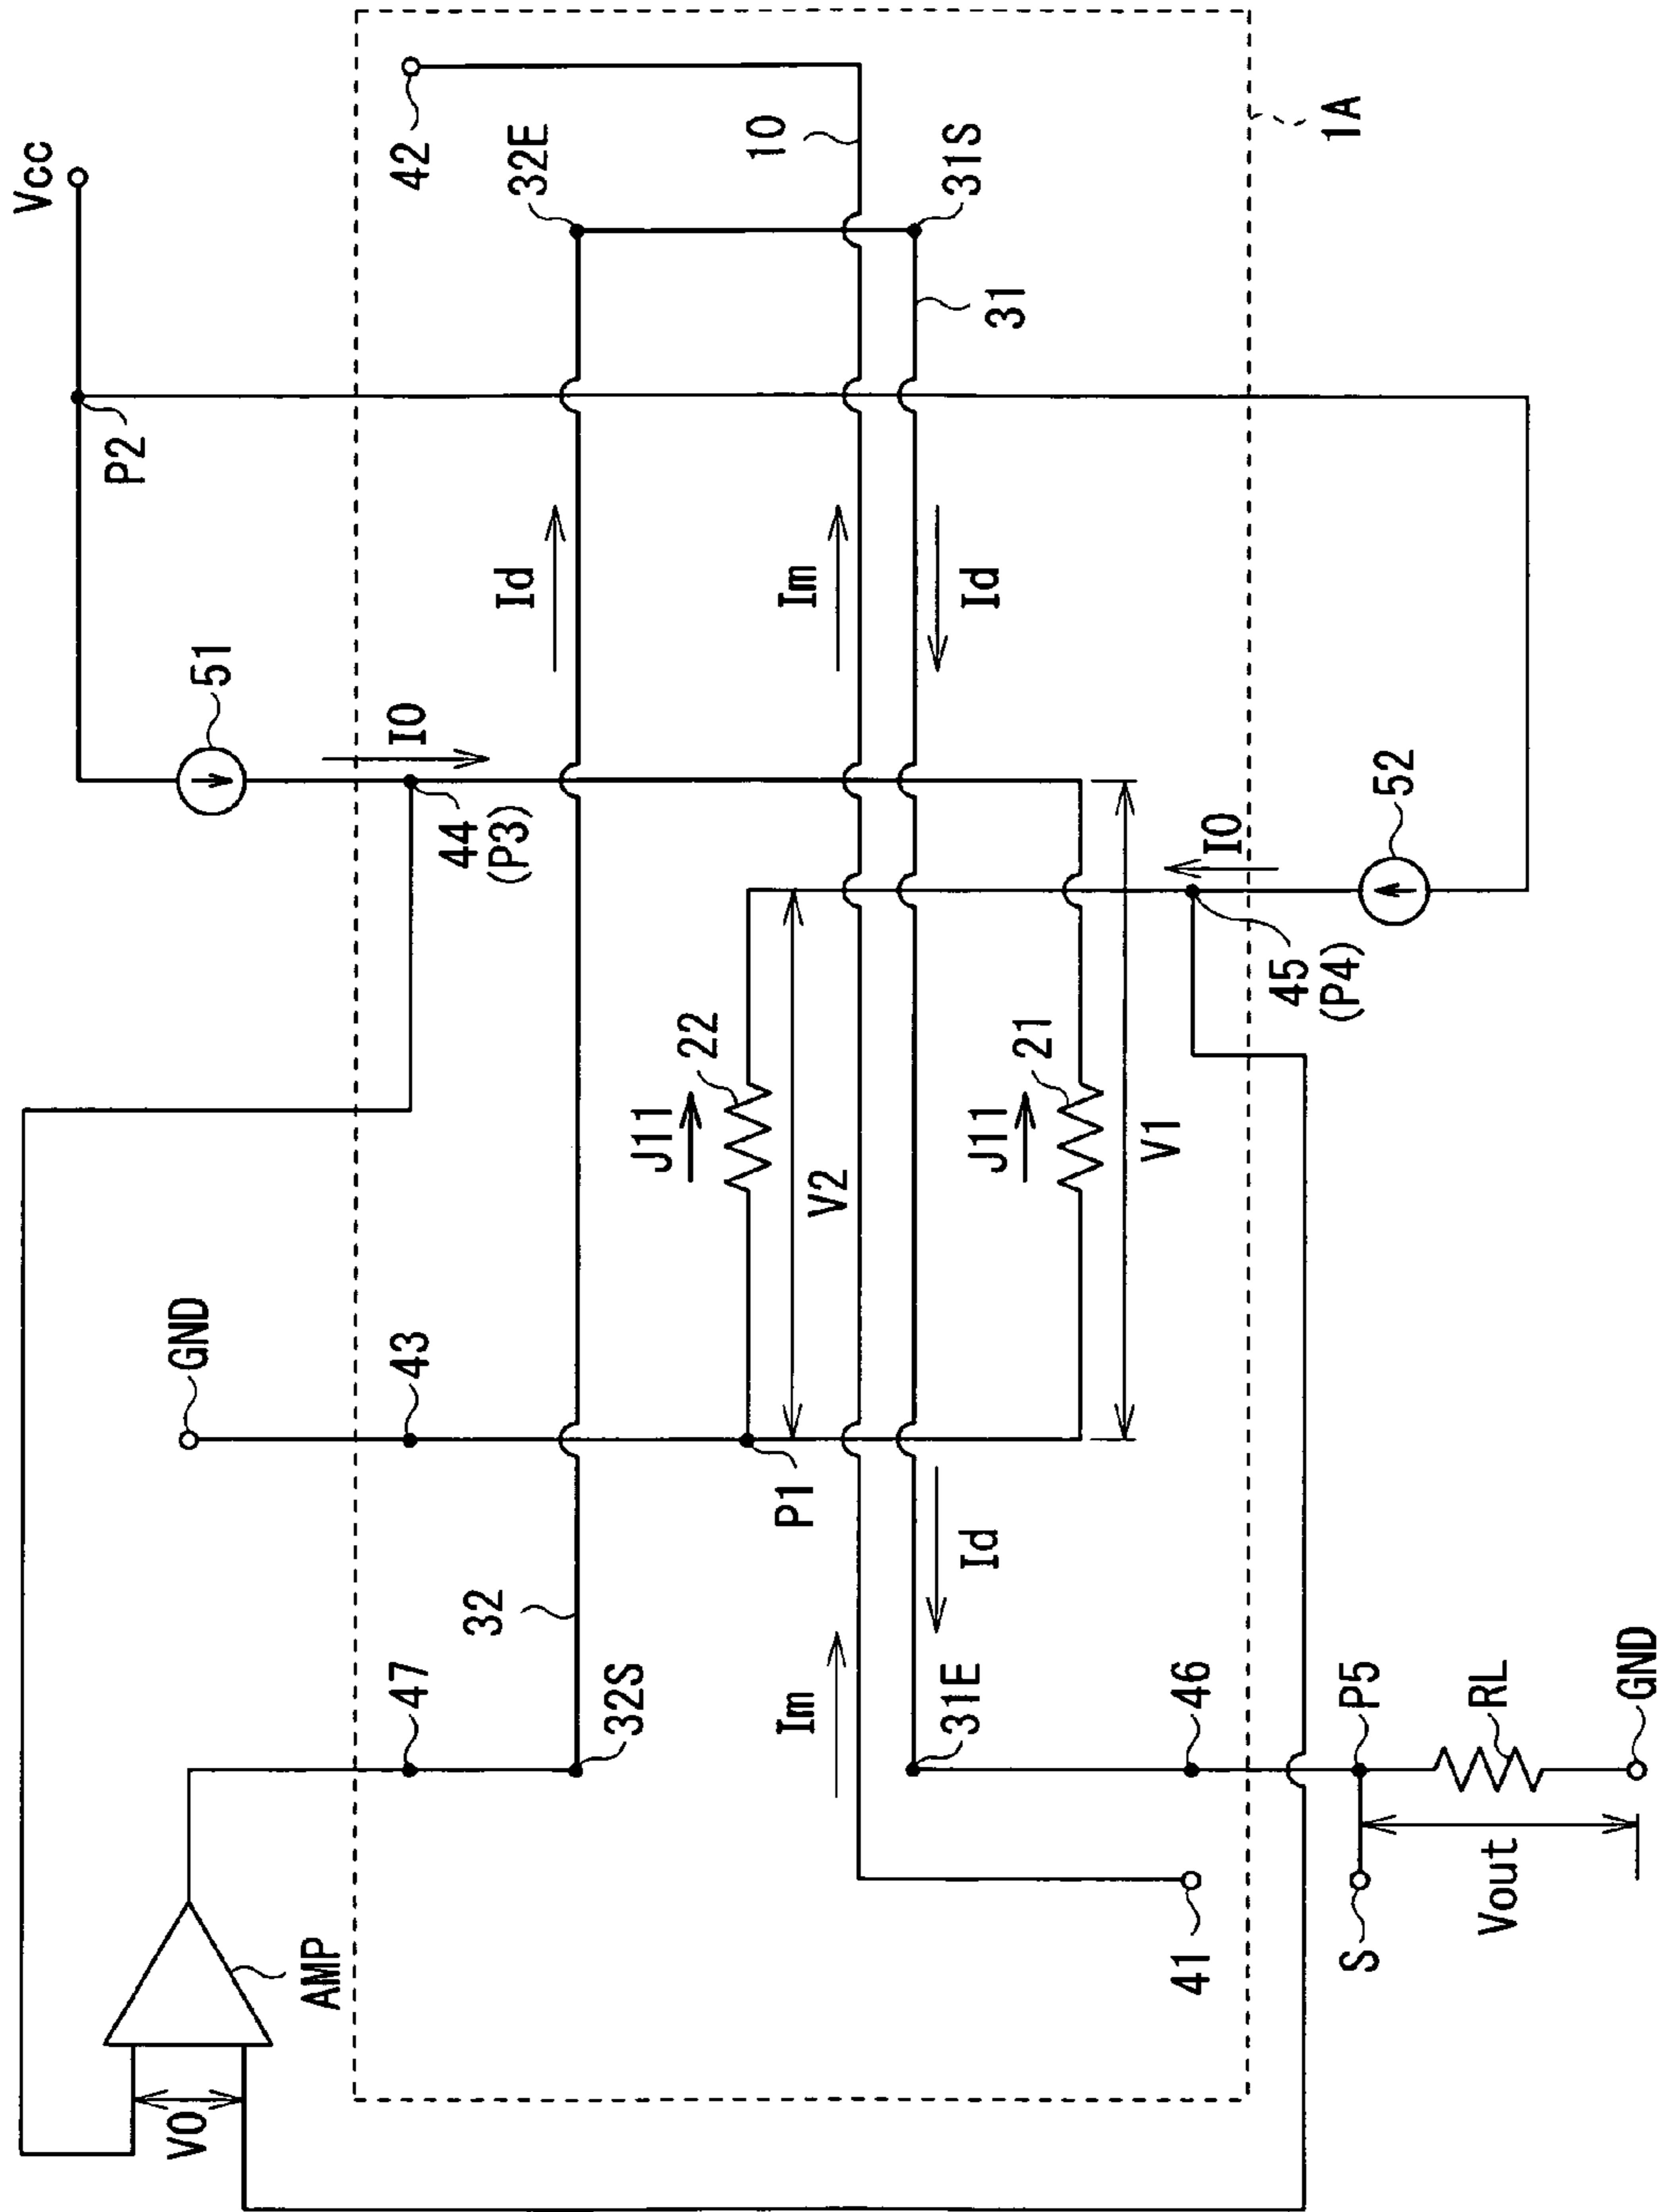 Vcc
P2
42
32E
10
31S
31
1A
51
I0
44
(P3)
Id
Im
Id
52
I0
45
(P4)
22
J11
V2
21
J11
V1
GND
43
P1
Id
32
47
32S
Im
31E
46
P5
RL
GND
AMP
V0
41
S
Vout